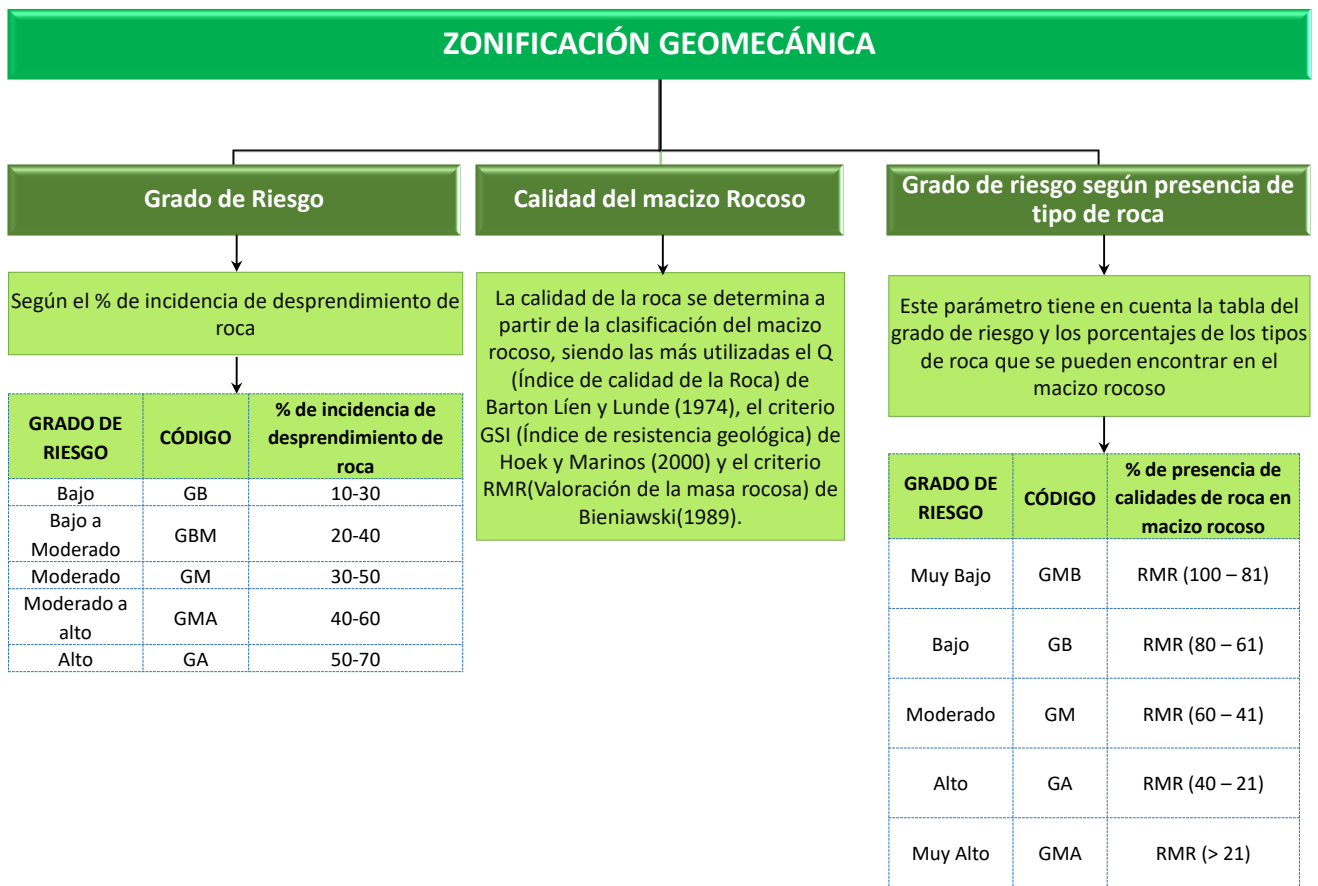 ZONIFICACIÓN GEOMECÁNICA
Grado de Riesgo
Según el % de incidencia de desprendimiento de
roca
GRADO DE
RIESGO
CÓDIGO
% de incidencia de
desprendimiento de
roca
Bajo GB 10-30
Bajo a
Moderado
GBM 20-40
Moderado GM 30-50
Moderado a
alto
GMA 40-60
Alto GA 50-70
Calidad del macizo Rocoso
La calidad de la roca se determina a
partir de la clasificación del macizo
rocoso, siendo las más utilizadas el Q
(Índice de calidad de la Roca) de
Barton Líen y Lunde (1974), el criterio
GSI (Índice de resistencia geológica) de
Hoek y Marinos (2000) y el criterio
RMR(Valoración de la masa rocosa) de
Bieniawski(1989).
Grado de riesgo según presencia de
tipo de roca
Este parámetro tiene en cuenta la tabla del
grado de riesgo y los porcentajes de los tipos
de roca que se pueden encontrar en el
macizo rocoso
GRADO DE
RIESGO
CÓDIGO
% de presencia de
calidades de roca en
macizo rocoso
Muy Bajo GMB RMR (100 – 81)
Bajo GB RMR (80 – 61)
Moderado GM RMR (60 – 41)
Alto GA RMR (40 – 21)
Muy Alto GMA RMR (> 21)